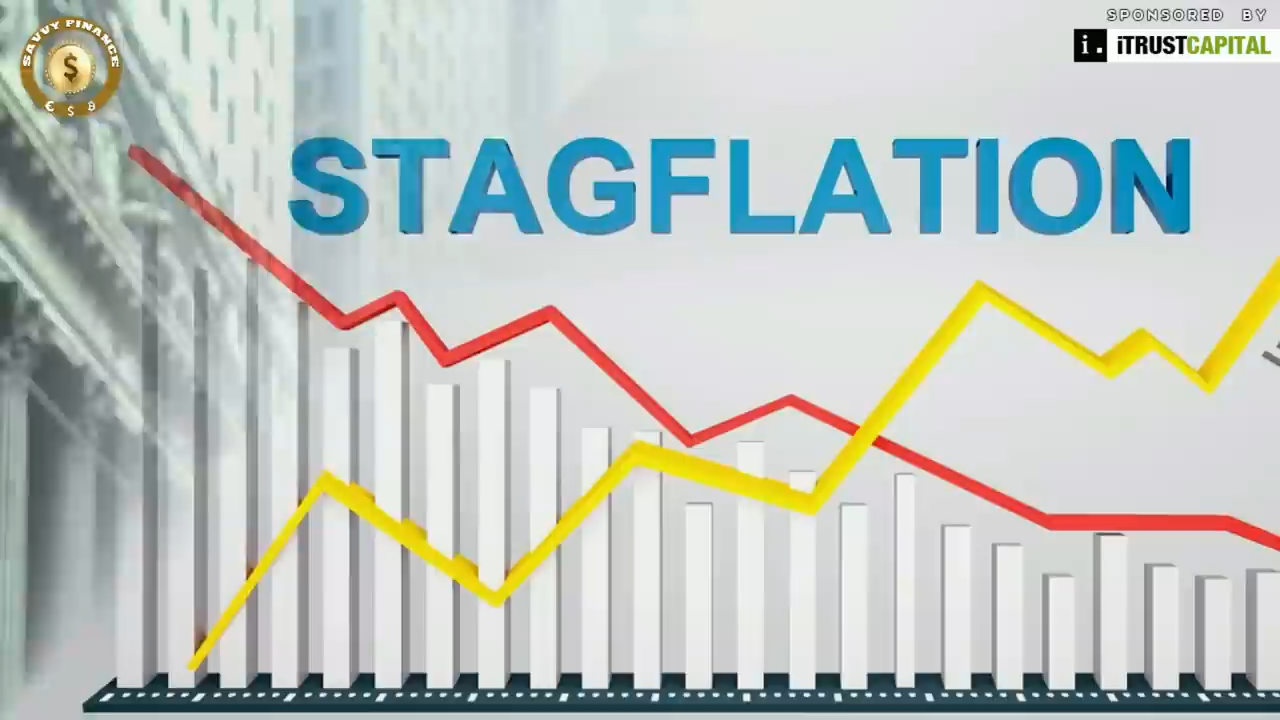 SAVVY FINANCE
$
€ $ ₿
SPONSORED BY
i. iTRUSTCAPITAL
STAGFLATION